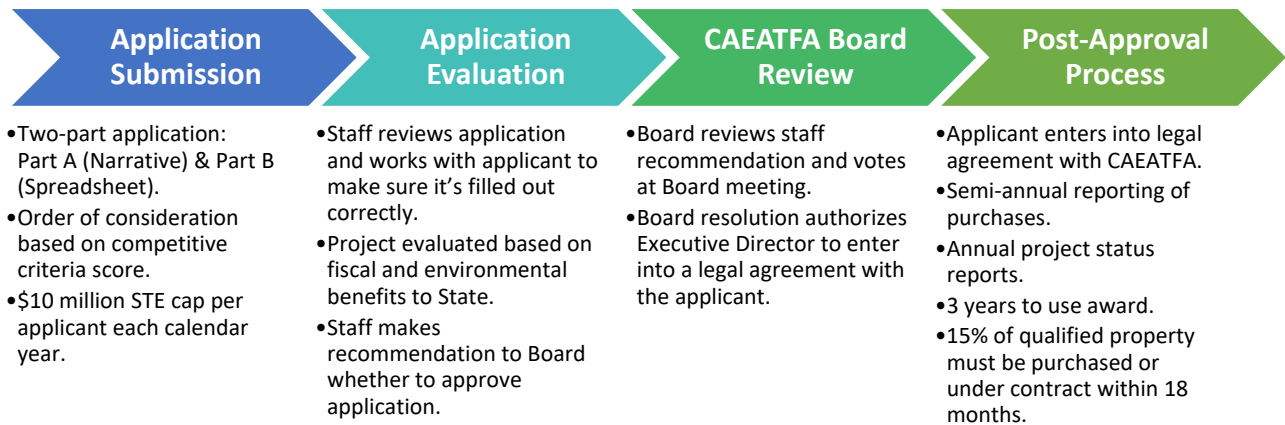 Application
Submission
•Two-part application:
Part A (Narrative) & Part B
(Spreadsheet).
•Order of consideration
based on competitive
criteria score.
•$10 million STE cap per
applicant each calendar
year.
Application
Evaluation
•Staff reviews application
and works with applicant to
make sure it's filled out
correctly.
•Project evaluated based on
fiscal and environmental
benefits to State.
•Staff makes
recommendation to Board
whether to approve
application.
CAEATFA Board
Review
•Board reviews staff
recommendation and votes
at Board meeting.
•Board resolution authorizes
Executive Director to enter
into a legal agreement with
the applicant.
Post-Approval
Process
•Applicant enters into legal
agreement with CAEATFA.
•Semi-annual reporting of
purchases.
•Annual project status
reports.
•3 years to use award.
•15% of qualified property
must be purchased or
under contract within 18
months.